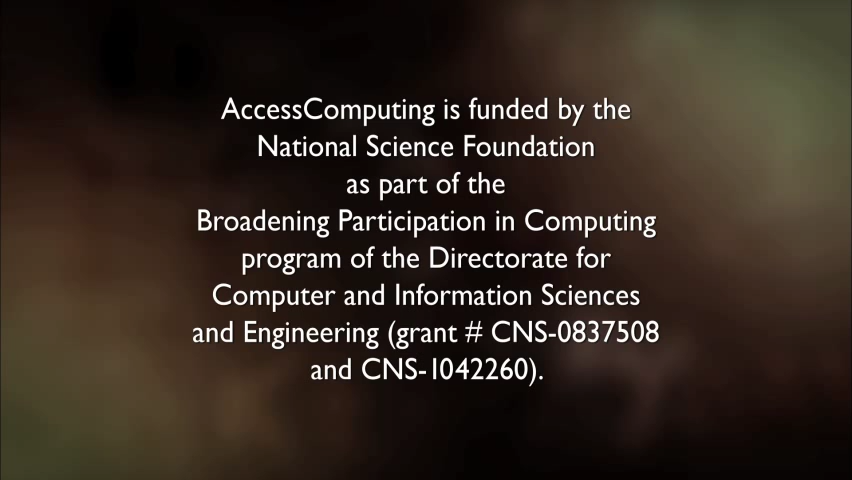 AccessComputing is funded by the
National Science Foundation
as part of the
Broadening Participation in Computing
program of the Directorate for
Computer and Information Sciences
and Engineering (grant # CNS-0837508
and CNS-1042260).